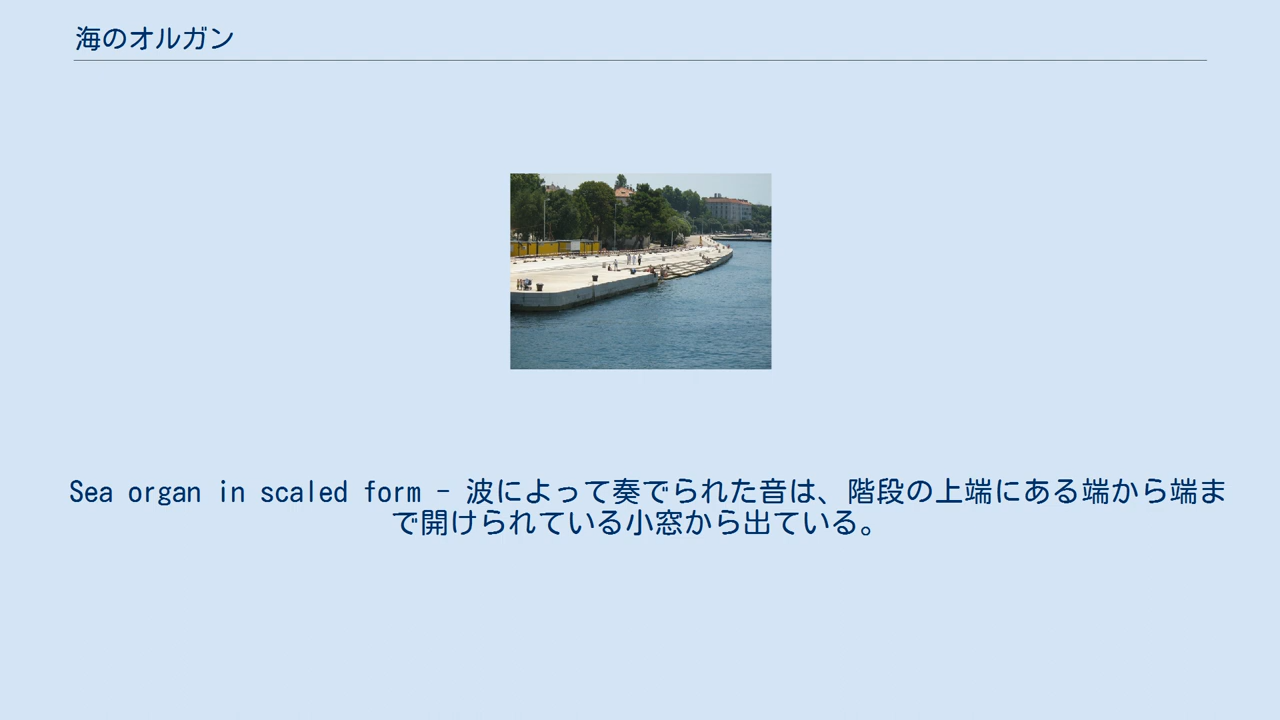 海のオルガン
Sea organ in scaled form - 波によって奏でられた音は、階段の上端にある端から端ま
で開けられている小窓から出ている。